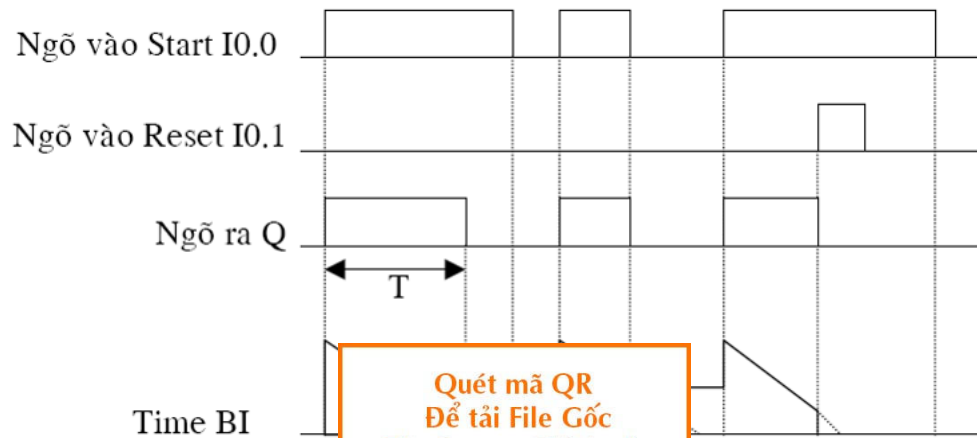 Ngõ vào Start I0.0
Ngõ vào Reset I0.1
Ngõ ra Q
T
Time BI
Quét mã QR
Để tải File Gốc